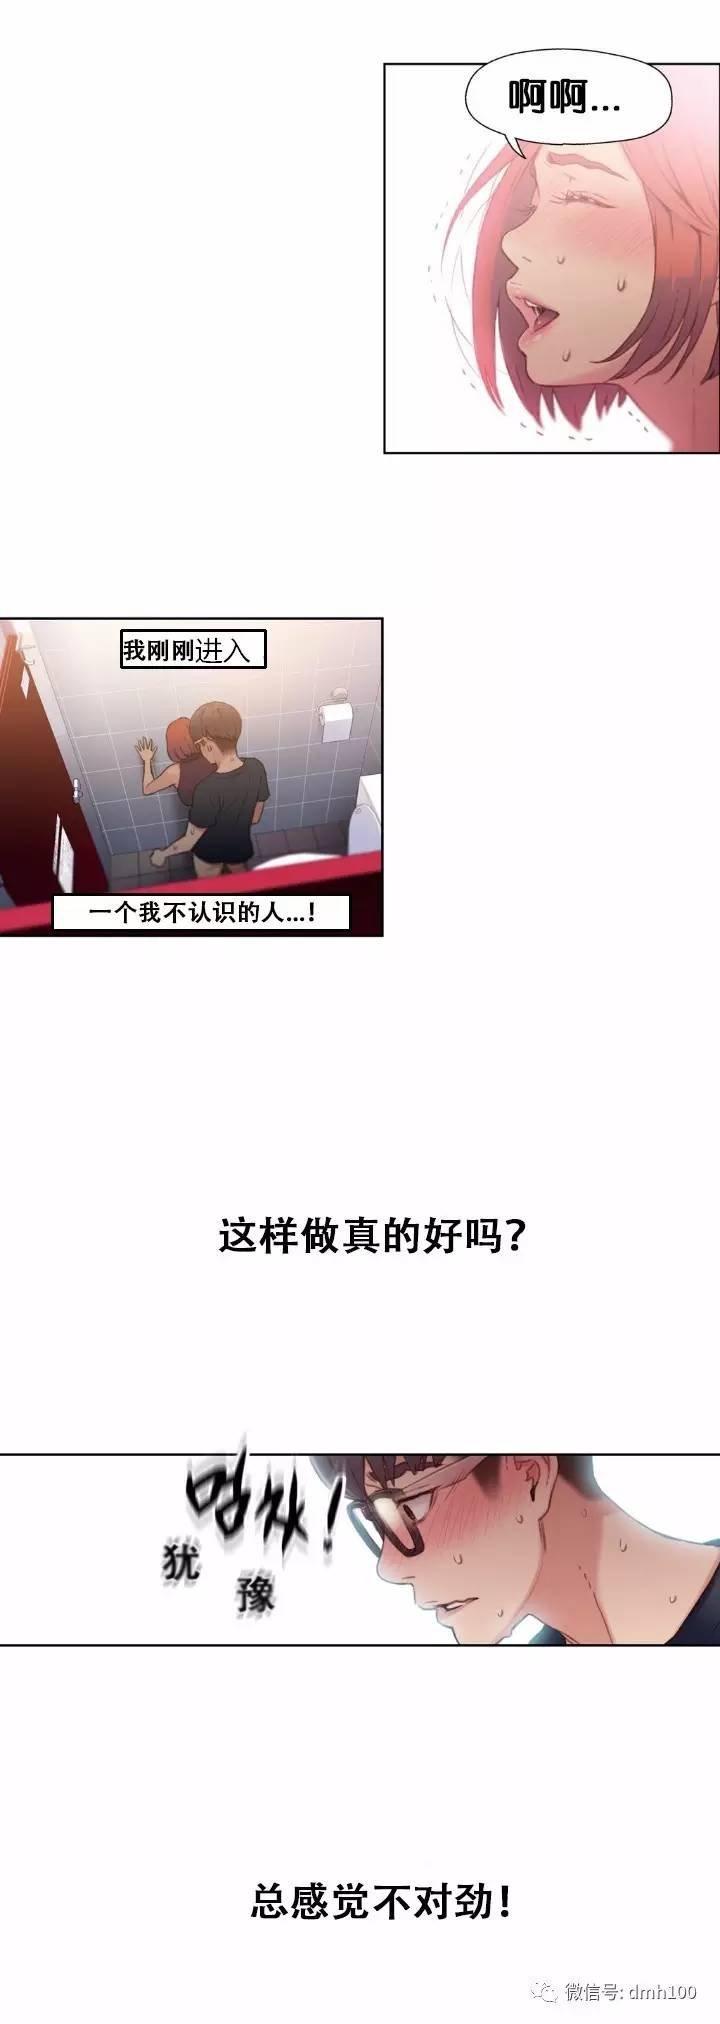 啊啊...
我刚刚进入
一个我不认识的人...!
这样做真的好吗?
犹
豫
总感觉不对劲!
微信号: dmh100